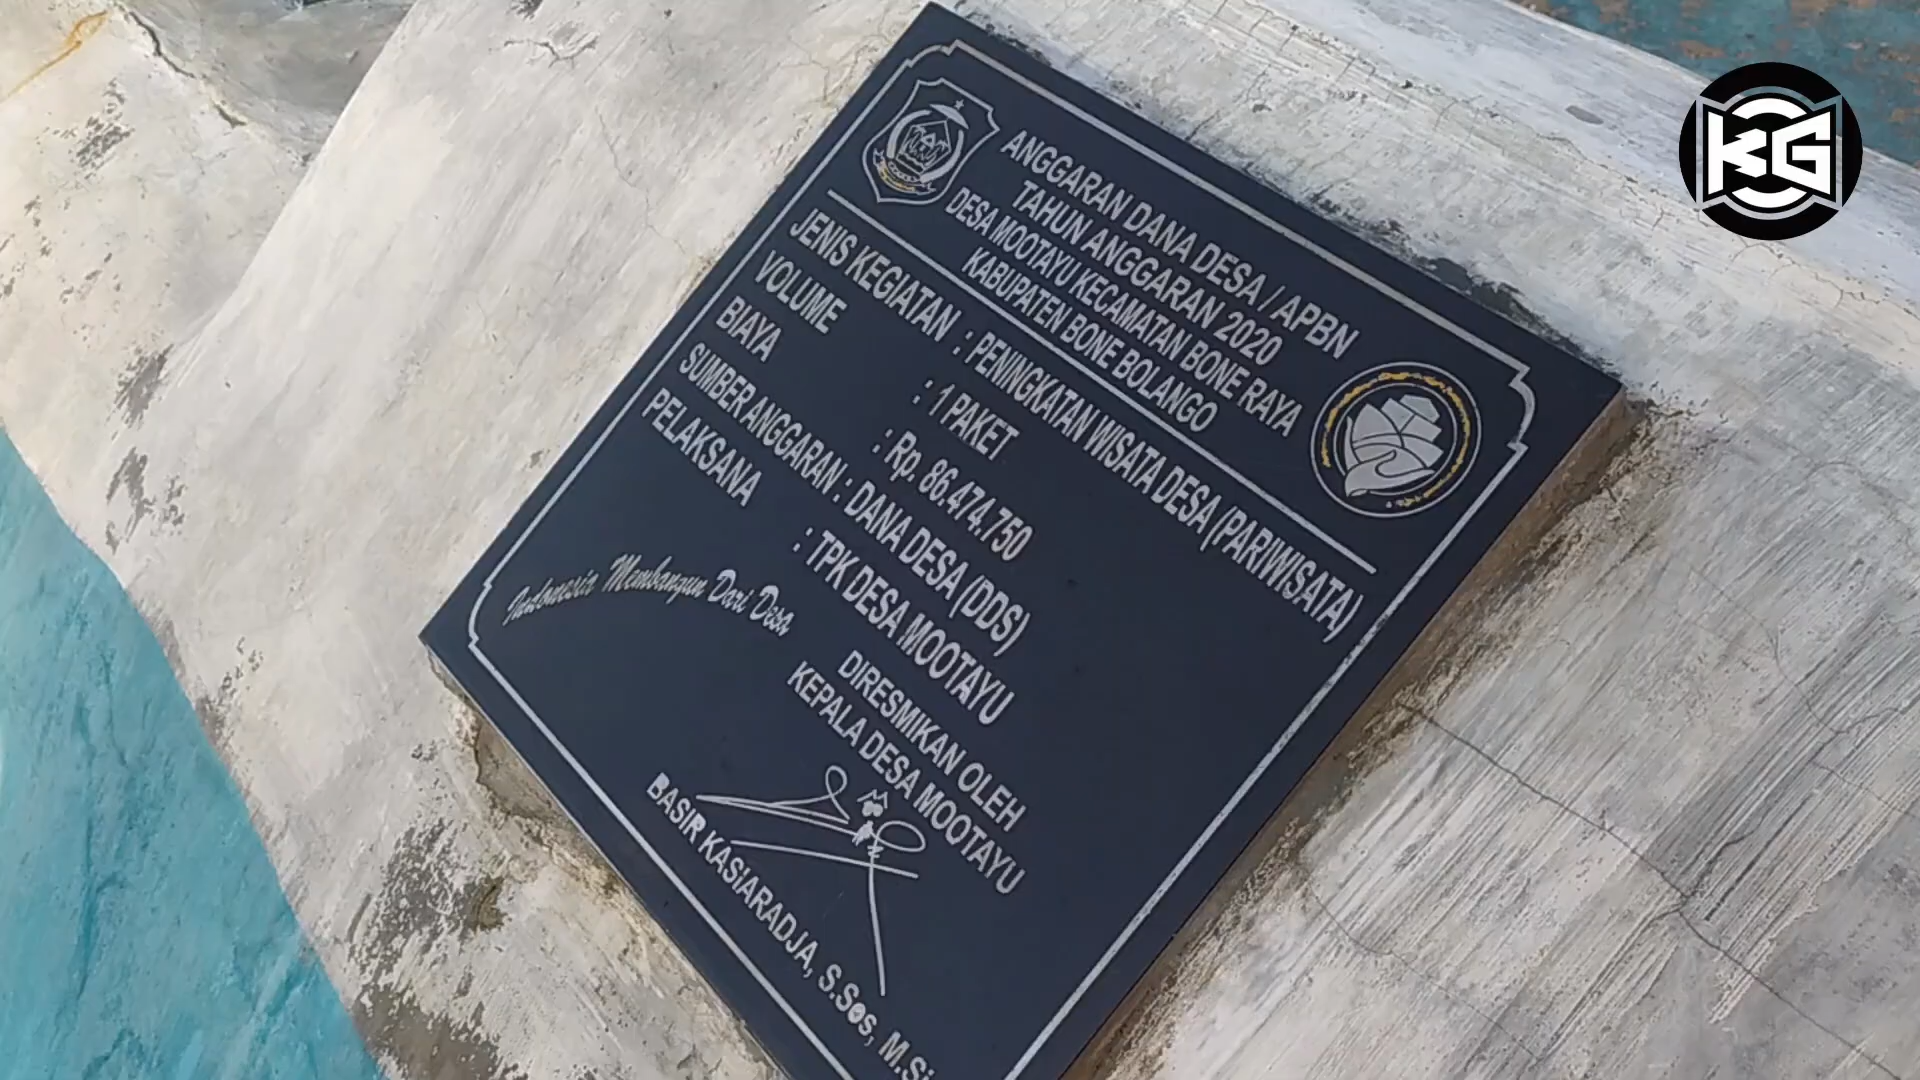 KG
ANGGARAN DANA DESA / APBN
TAHUN ANGGARAN 2020
DESA MOOTAYU KECAMATAN BONE RAYA
KABUPATEN BONE BOLANGO
JENIS KEGIATAN : PENINGKATAN WISATA DESA (PARIWISATA)
VOLUME : 1 PAKET
BIAYA : Rp. 86.474.750
SUMBER ANGGARAN : DANA DESA (DDS)
PELAKSANA : TPK DESA MOOTAYU
Indonesia Membangun Dari Desa
DIRESMIKAN OLEH
KEPALA DESA MOOTAYU
BASIR KASIARADJA, S.Sos, M.Si